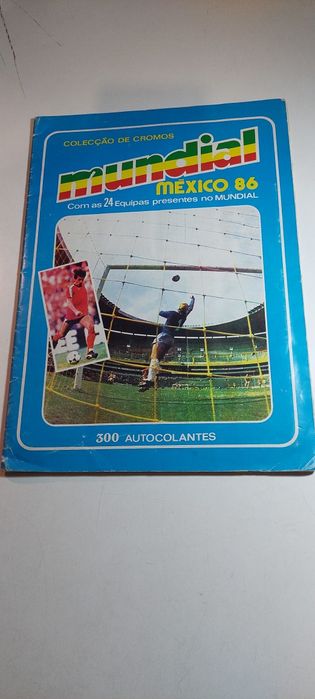 COLECÇÃO DE CROMOS
mundial
MÉXICO 86
Com as 24 Equipas presentes no MUNDIAL
300 AUTOCOLANTES